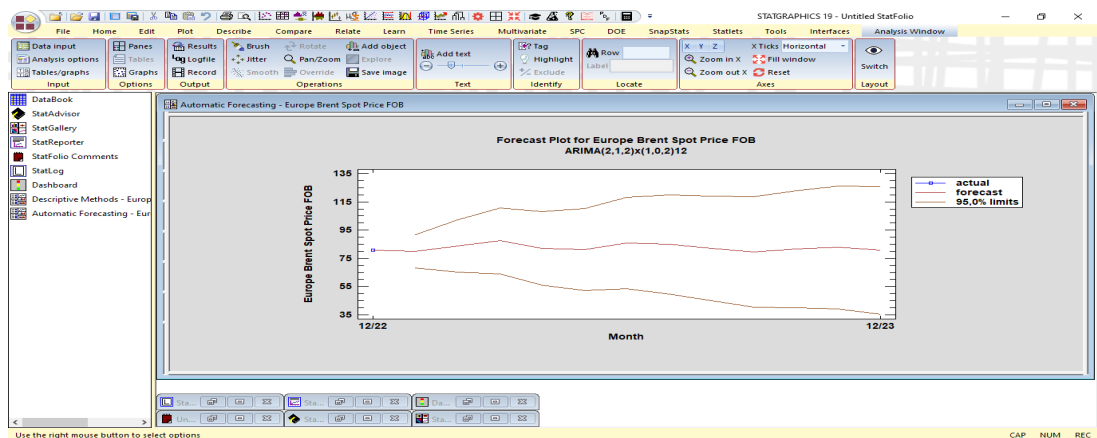 STATGRAPHICS 19 - Untitled StatFolio
File Home Edit Plot Describe Compare Relate Learn Time Series Multivariate SPC DOE SnapStats Statlets Tools Interfaces Analysis Window
Data input Panes Results Brush Rotate Add object Add text Tag Row X Y Z X Ticks Horizontal
Analysis options Tables Logfile Jitter Pan/Zoom Explore Highlight Label Zoom in X Fill window Switch
Tables/graphs Graphs Record Smooth Override Save image abc Exclude Zoom out X Reset
Input Options Output Operations Text Identify Locate Axes Layout
DataBook
StatAdvisor
StatGallery
StatReporter
StatFolio Comments
StatLog
Dashboard
Descriptive Methods - Europ
Automatic Forecasting - Eur
Automatic Forecasting - Europe Brent Spot Price FOB
Forecast Plot for Europe Brent Spot Price FOB
ARIMA(2,1,2)x(1,0,2)12
Europe Brent Spot Price FOB
135
115
95
75
55
35
12/22 12/23
Month
actual
forecast
95,0% limits
Sta... Sta... Da...
Un... Sta... Sta...
Use the right mouse button to select options
CAP NUM REC